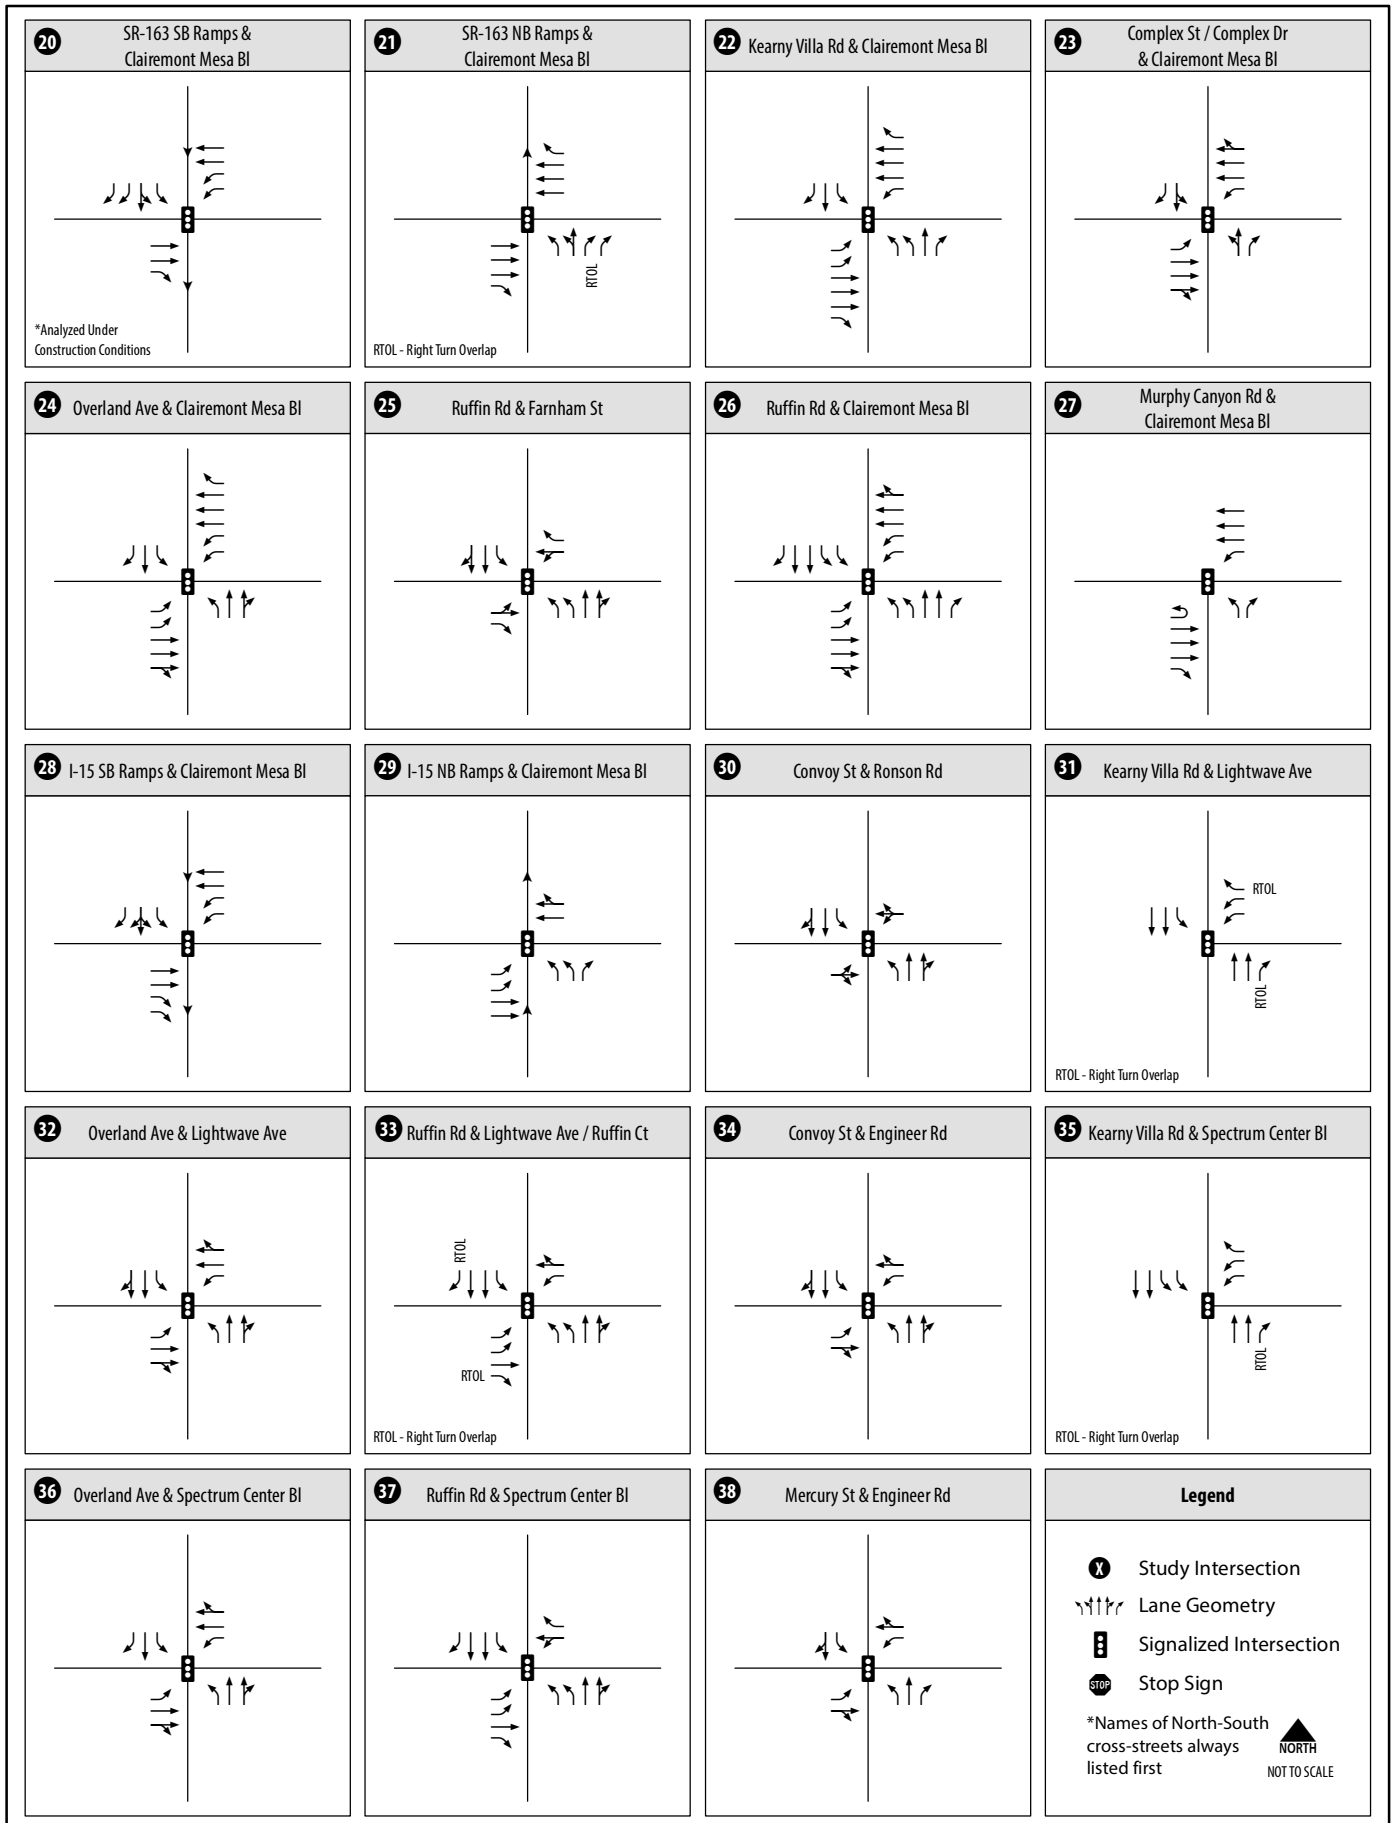 20
SR-163 SB Ramps &
Clairemont Mesa Bl
*Analyzed Under
Construction Conditions
21
SR-163 NB Ramps &
Clairemont Mesa Bl
RTOL
RTOL - Right Turn Overlap
22
Kearny Villa Rd & Clairemont Mesa Bl
23
Complex St / Complex Dr
& Clairemont Mesa Bl
24
Overland Ave & Clairemont Mesa Bl
25
Ruffin Rd & Farnham St
26
Ruffin Rd & Clairemont Mesa Bl
27
Murphy Canyon Rd &
Clairemont Mesa Bl
28
I-15 SB Ramps & Clairemont Mesa Bl
29
I-15 NB Ramps & Clairemont Mesa Bl
30
Convoy St & Ronson Rd
31
Kearny Villa Rd & Lightwave Ave
RTOL
RTOL
RTOL - Right Turn Overlap
32
Overland Ave & Lightwave Ave
33
Ruffin Rd & Lightwave Ave / Ruffin Ct
RTOL
RTOL
RTOL - Right Turn Overlap
34
Convoy St & Engineer Rd
35
Kearny Villa Rd & Spectrum Center Bl
RTOL
RTOL - Right Turn Overlap
36
Overland Ave & Spectrum Center Bl
37
Ruffin Rd & Spectrum Center Bl
38
Mercury St & Engineer Rd
Legend
X
Study Intersection
Lane Geometry
Signalized Intersection
STOP
Stop Sign
*Names of North-South
cross-streets always
listed first
NORTH
NOT TO SCALE